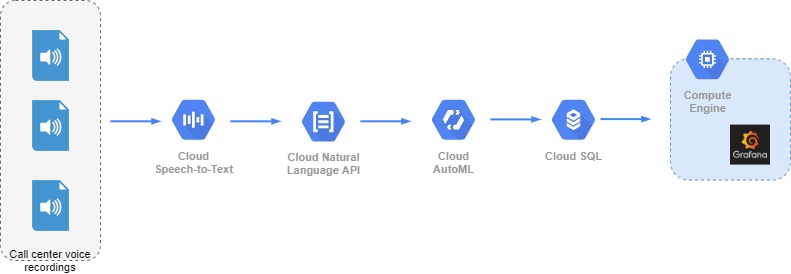 Call center voice
recordings
Cloud
Speech-to-Text
Cloud Natural
Language API
Cloud
AutoML
Cloud SQL
Compute
Engine
Grafana